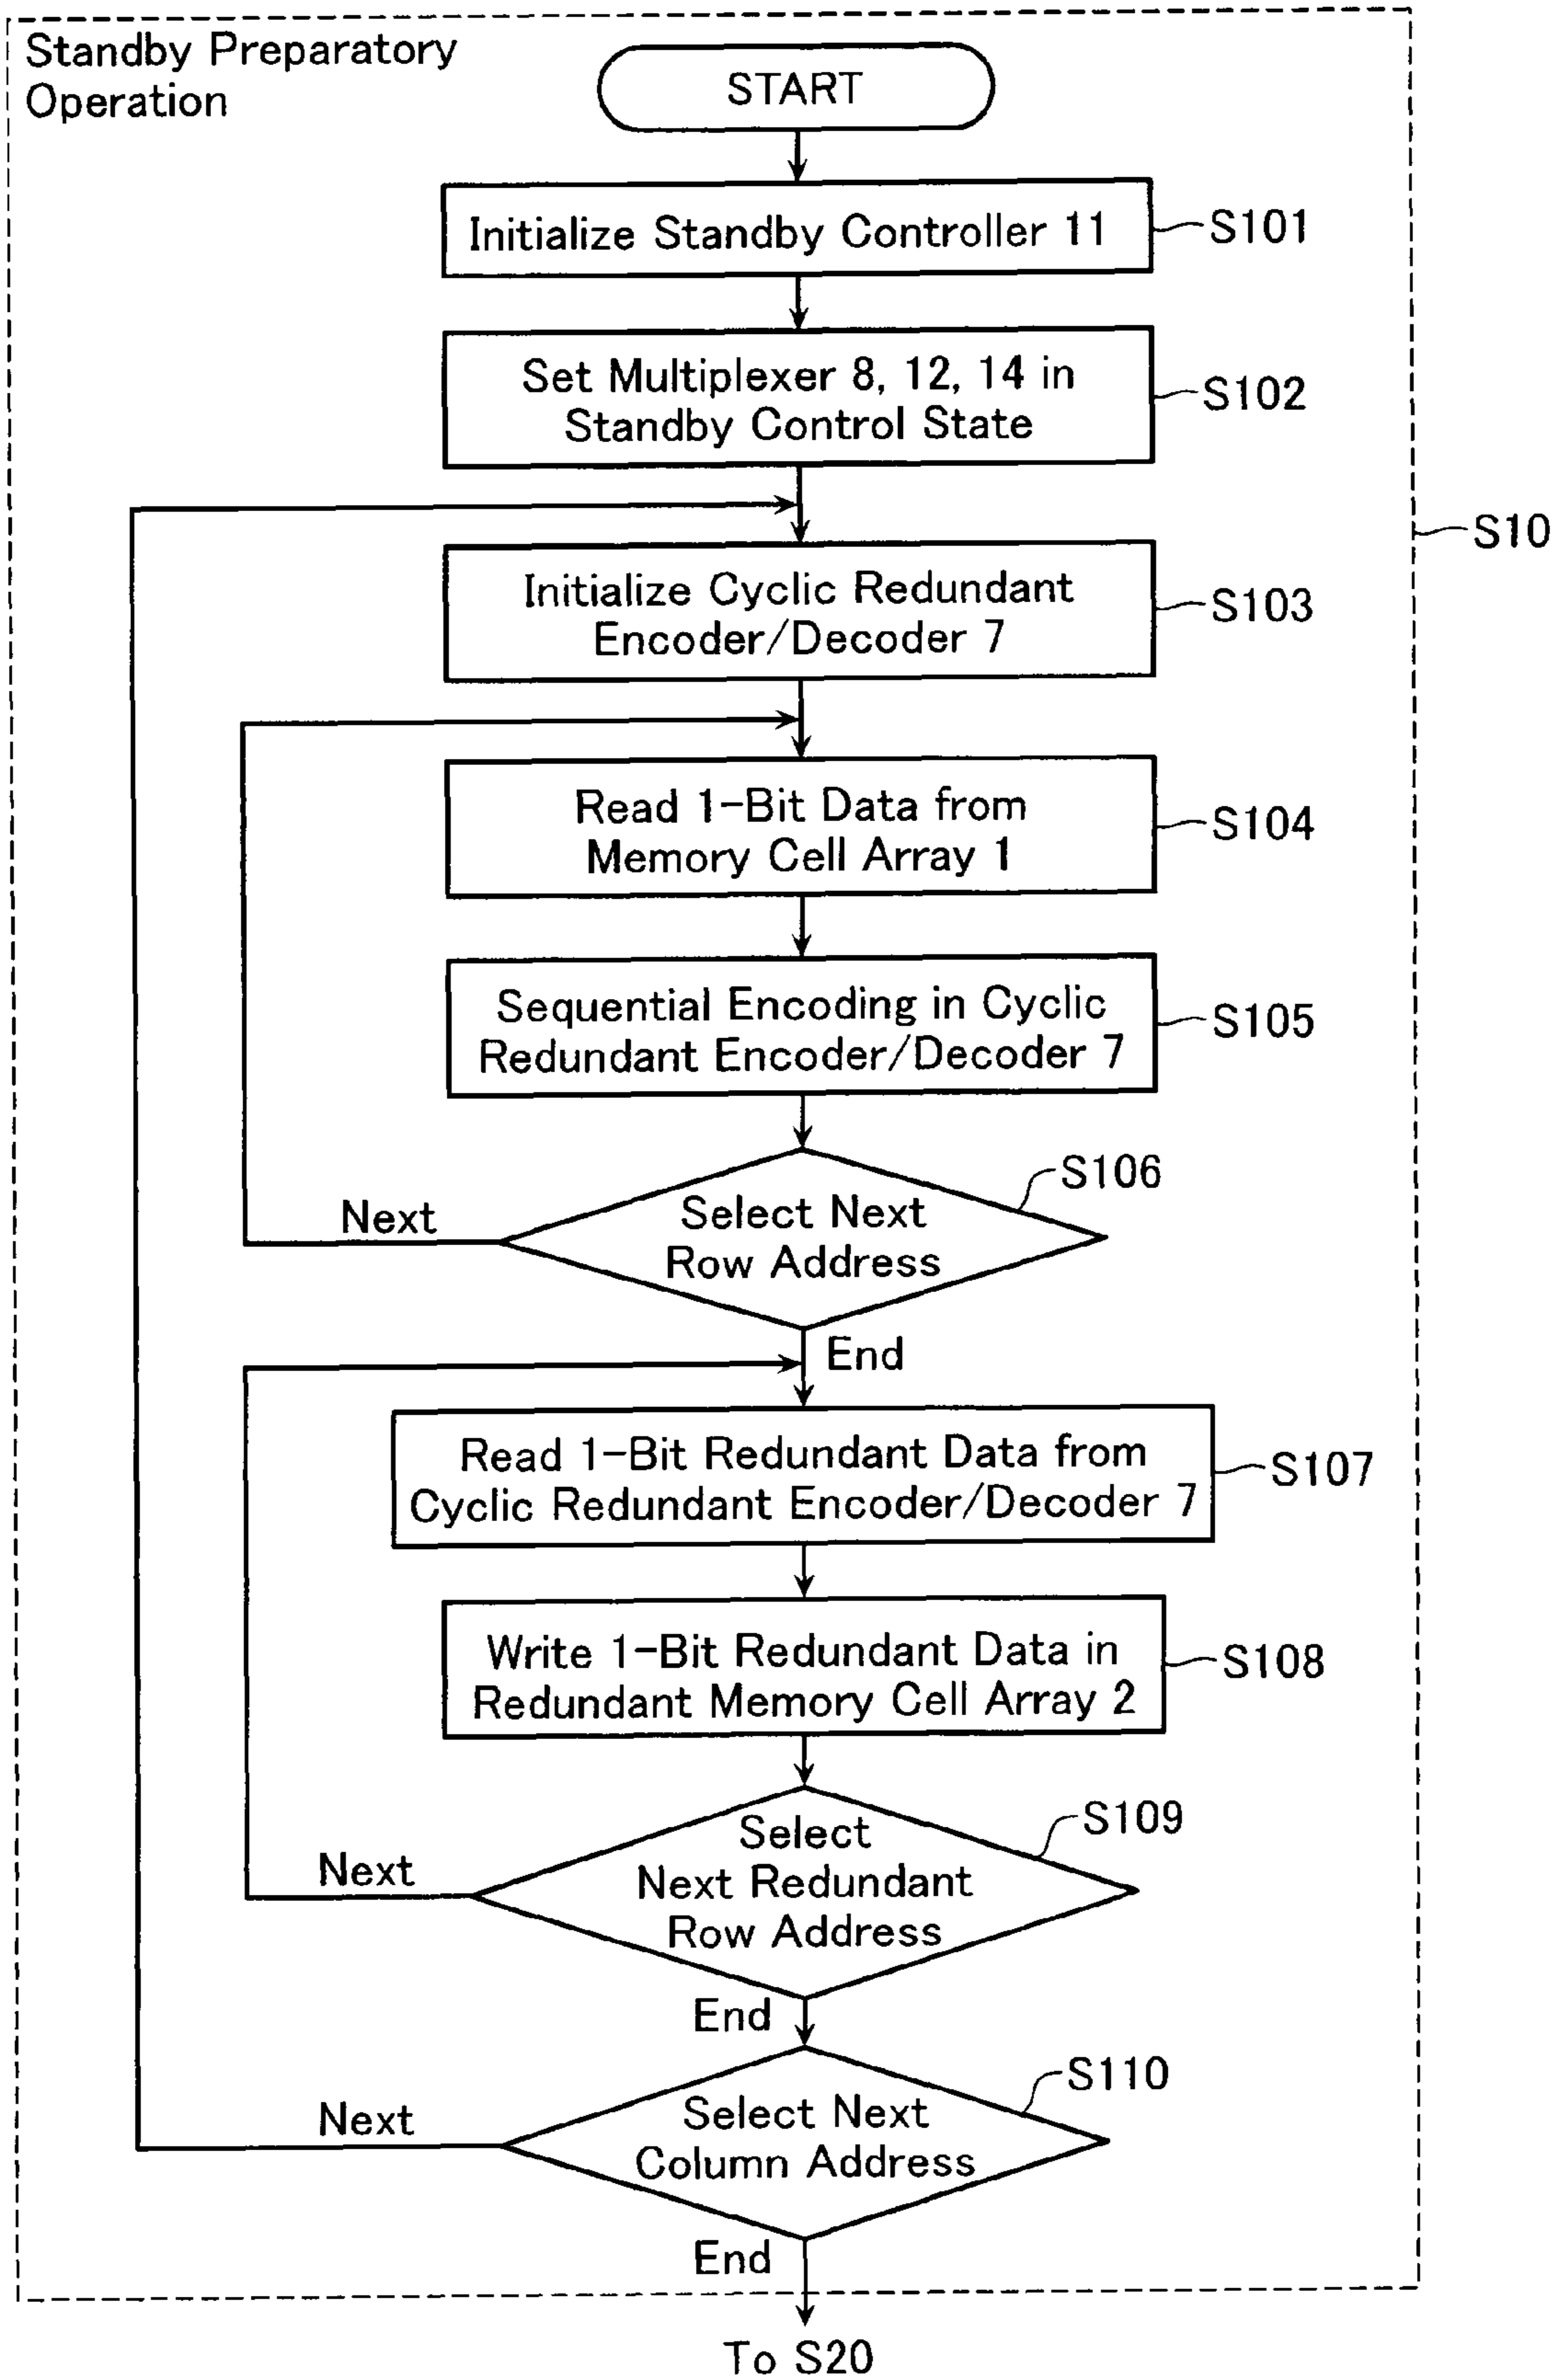 Standby Preparatory
Operation
START
Initialize Standby Controller 11
S101
Set Multiplexer 8, 12, 14 in
Standby Control State
S102
S10
Initialize Cyclic Redundant
Encoder/Decoder 7
S103
Read 1-Bit Data from
Memory Cell Array 1
S104
Sequential Encoding in Cyclic
Redundant Encoder/Decoder 7
S105
S106
Select Next
Row Address
Next
End
Read 1-Bit Redundant Data from
Cyclic Redundant Encoder/Decoder 7
S107
Write 1-Bit Redundant Data in
Redundant Memory Cell Array 2
S108
S109
Select
Next Redundant
Row Address
Next
End
S110
Select Next
Column Address
Next
End
To S20